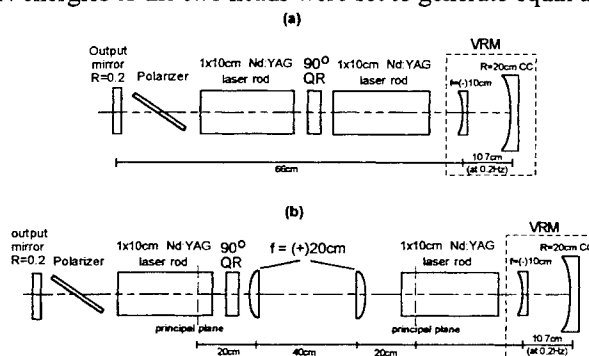 (a)
VRM
Output mirror R=0.2
Polarizer
1x10cm Nd:YAG laser rod
90° QR
1x10cm Nd:YAG laser rod
R=20cm CC
f=(-)10cm
66cm
10.7cm (at 0.2Hz)
(b)
VRM
output mirror R=0.2
Polarizer
1x10cm Nd:YAG laser rod
90° QR
f = (+)20cm
1x10cm Nd:YAG laser rod
R=20cm CC
f=(-)10cm
principal plane
principal plane
20cm
40cm
20cm
10.7cm (at 0.2Hz)